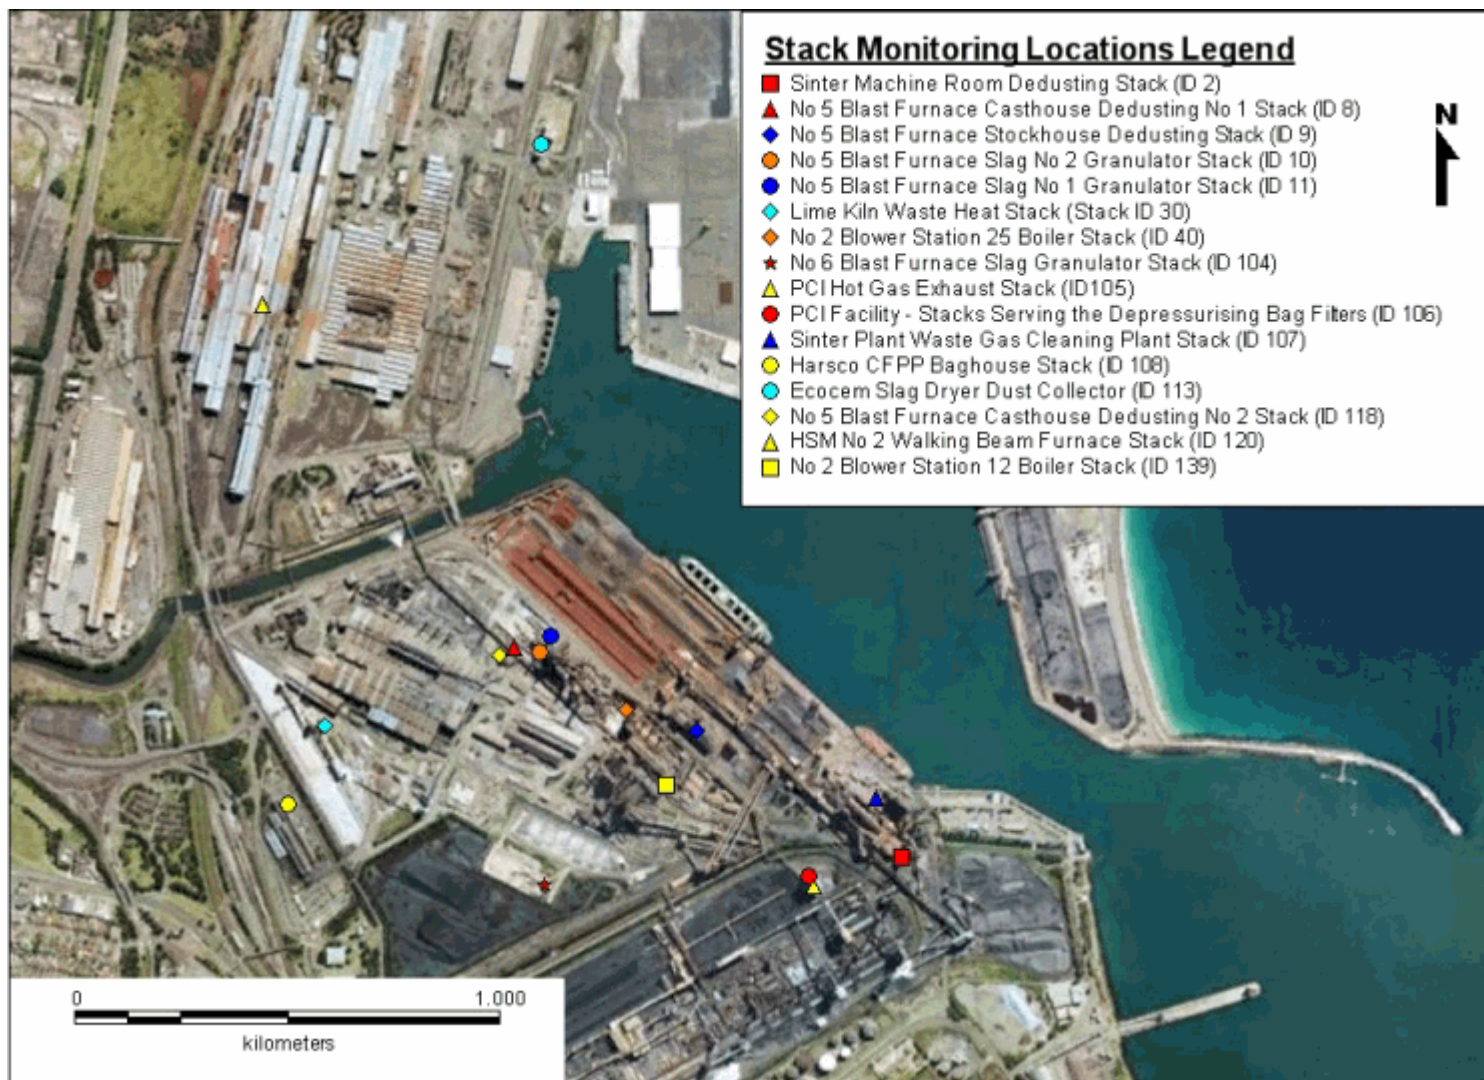 Stack Monitoring Locations Legend
Sinter Machine Room Dedusting Stack (ID 2)
No 5 Blast Furnace Casthouse Dedusting No 1 Stack (ID 8)
No 5 Blast Furnace Stockhouse Dedusting Stack (ID 9)
No 5 Blast Furnace Slag No 2 Granulator Stack (ID 10)
No 5 Blast Furnace Slag No 1 Granulator Stack (ID 11)
Lime Kiln Waste Heat Stack (Stack ID 30)
No 2 Blower Station 25 Boiler Stack (ID 40)
No 6 Blast Furnace Slag Granulator Stack (ID 104)
PCI Hot Gas Exhaust Stack (ID105)
PCI Facility - Stacks Serving the Depressurising Bag Filters (ID 106)
Sinter Plant Waste Gas Cleaning Plant Stack (ID 107)
Harsco CFPP Baghouse Stack (ID 108)
Ecocem Slag Dryer Dust Collector (ID 113)
No 5 Blast Furnace Casthouse Dedusting No 2 Stack (ID 118)
HSM No 2 Walking Beam Furnace Stack (ID 120)
No 2 Blower Station 12 Boiler Stack (ID 139)
N
0 1.000
kilometers